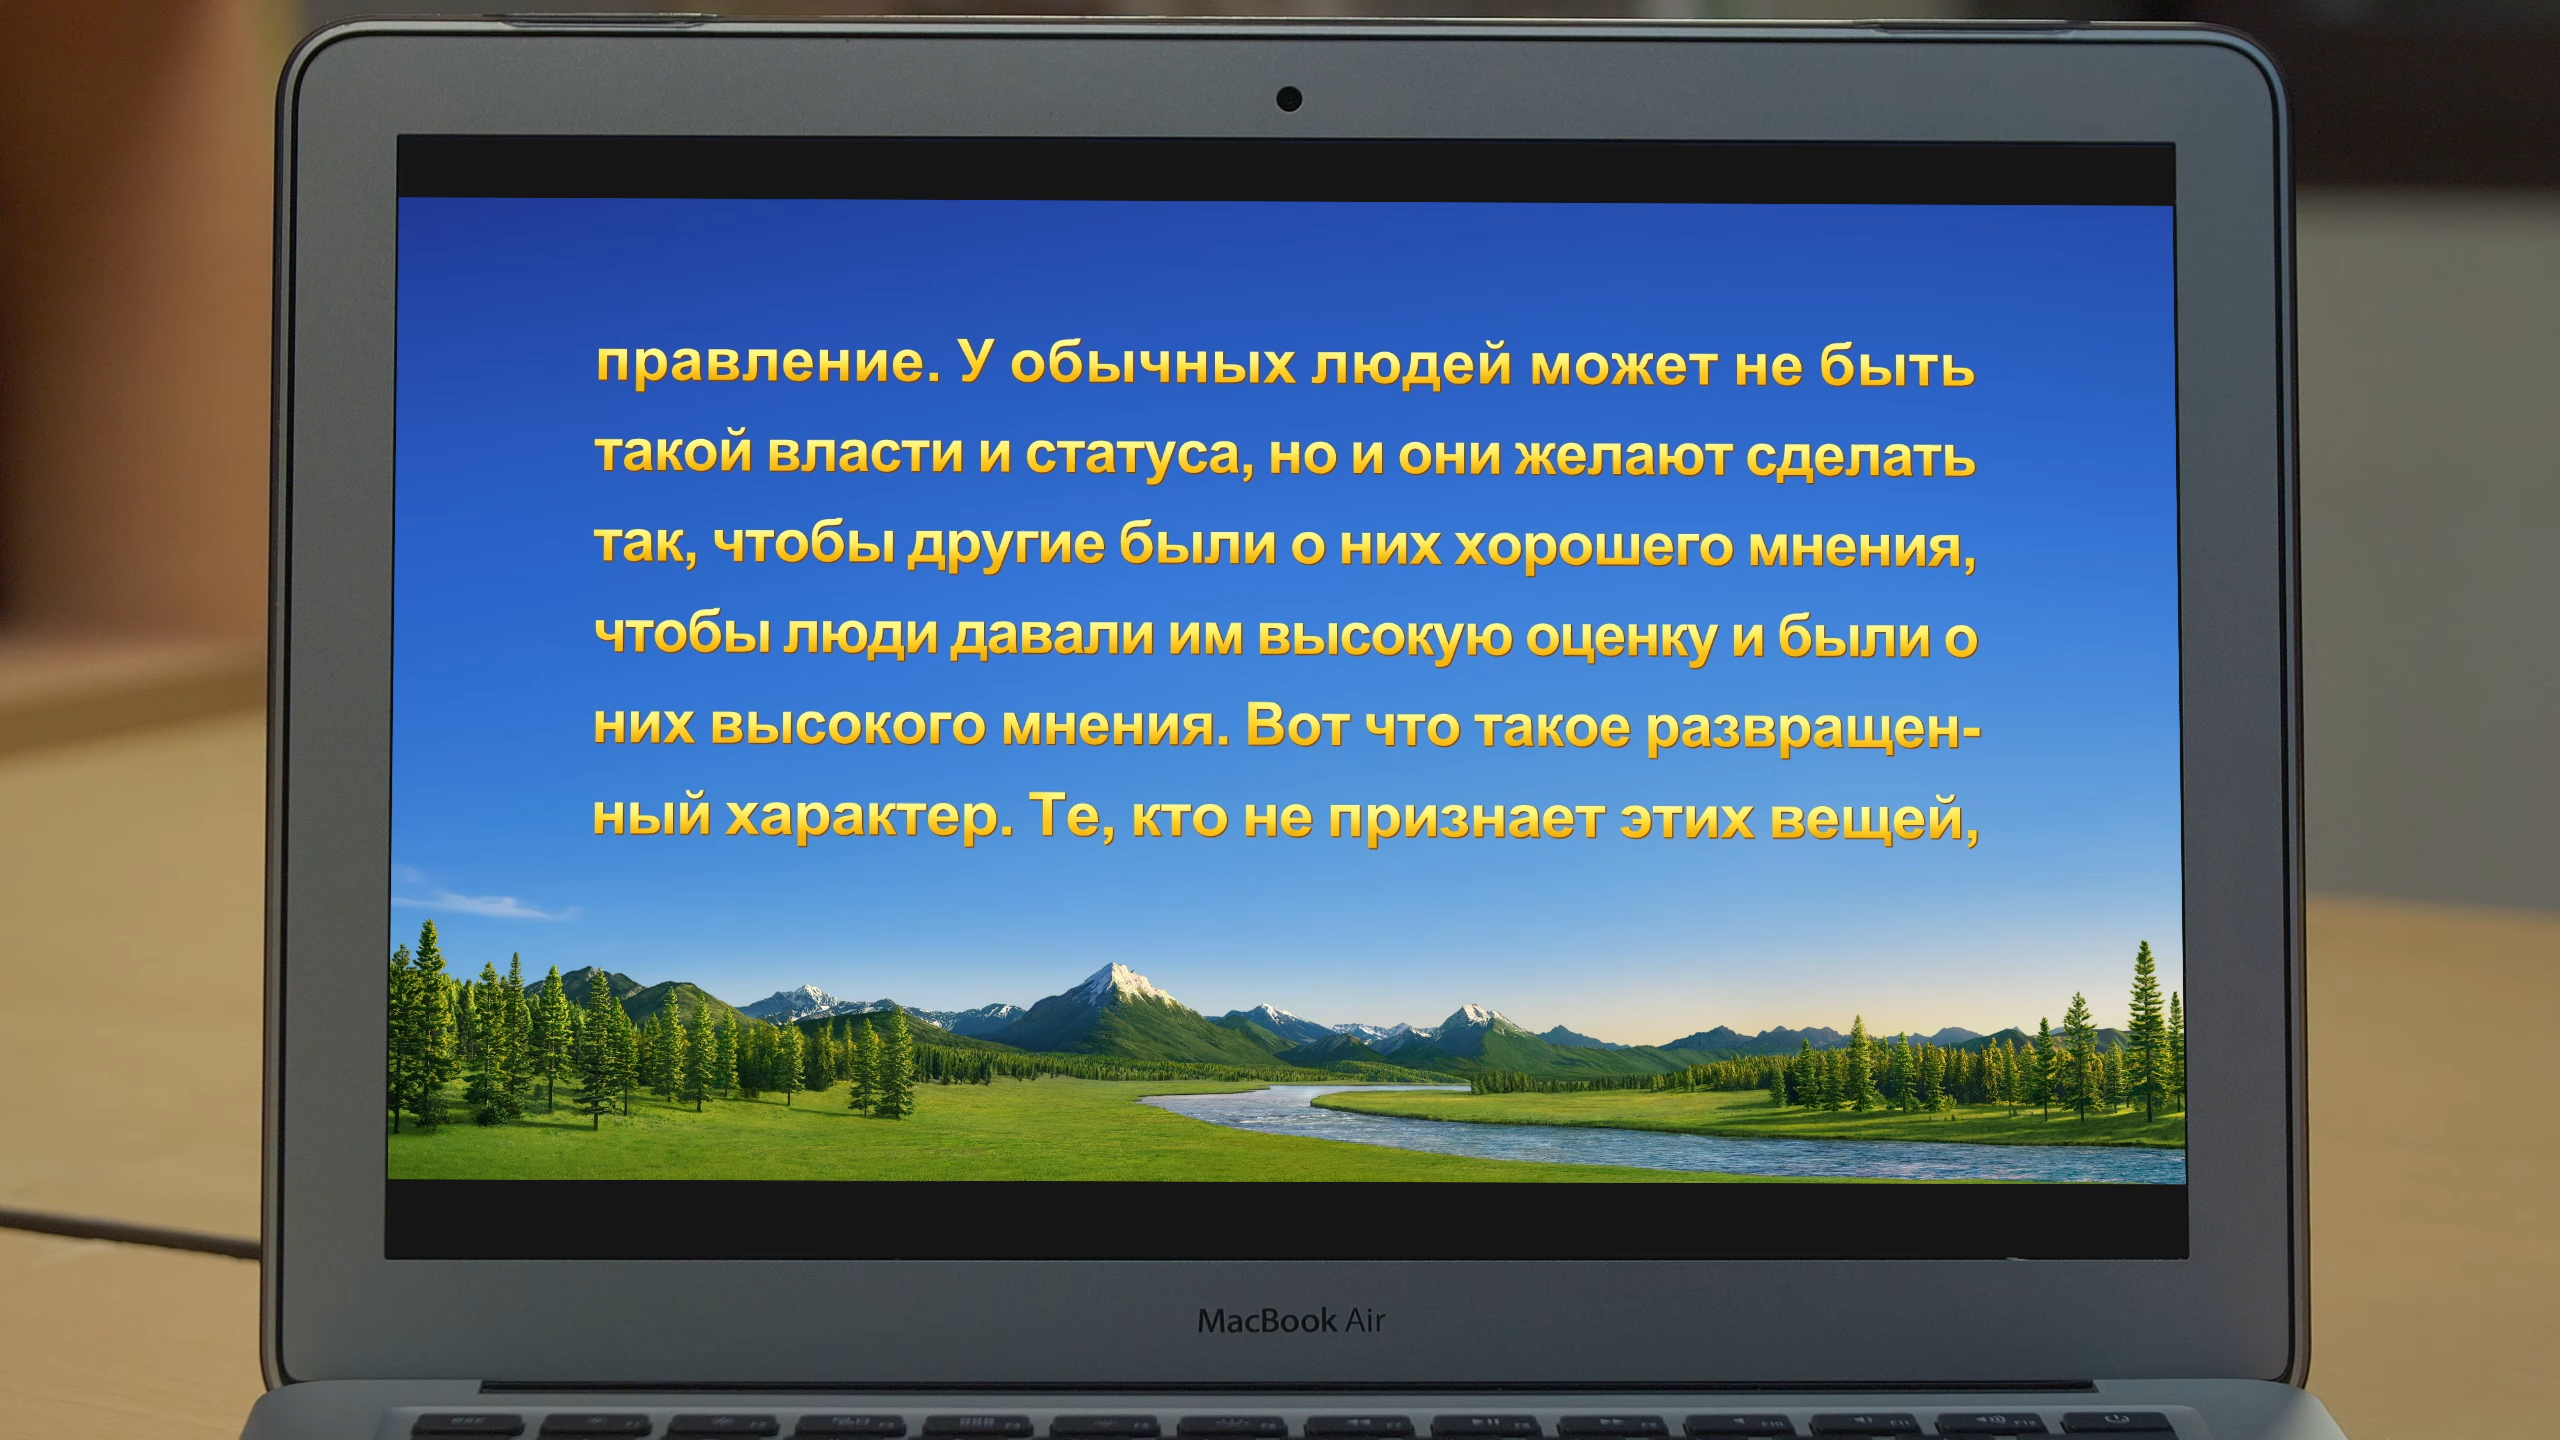 правление. У обычных людей может не быть
такой власти и статуса, но и они желают сделать
так, чтобы другие были о них хорошего мнения,
чтобы люди давали им высокую оценку и были о
них высокого мнения. Вот что такое развращен-
ный характер. Те, кто не признает этих вещей,
MacBook Air